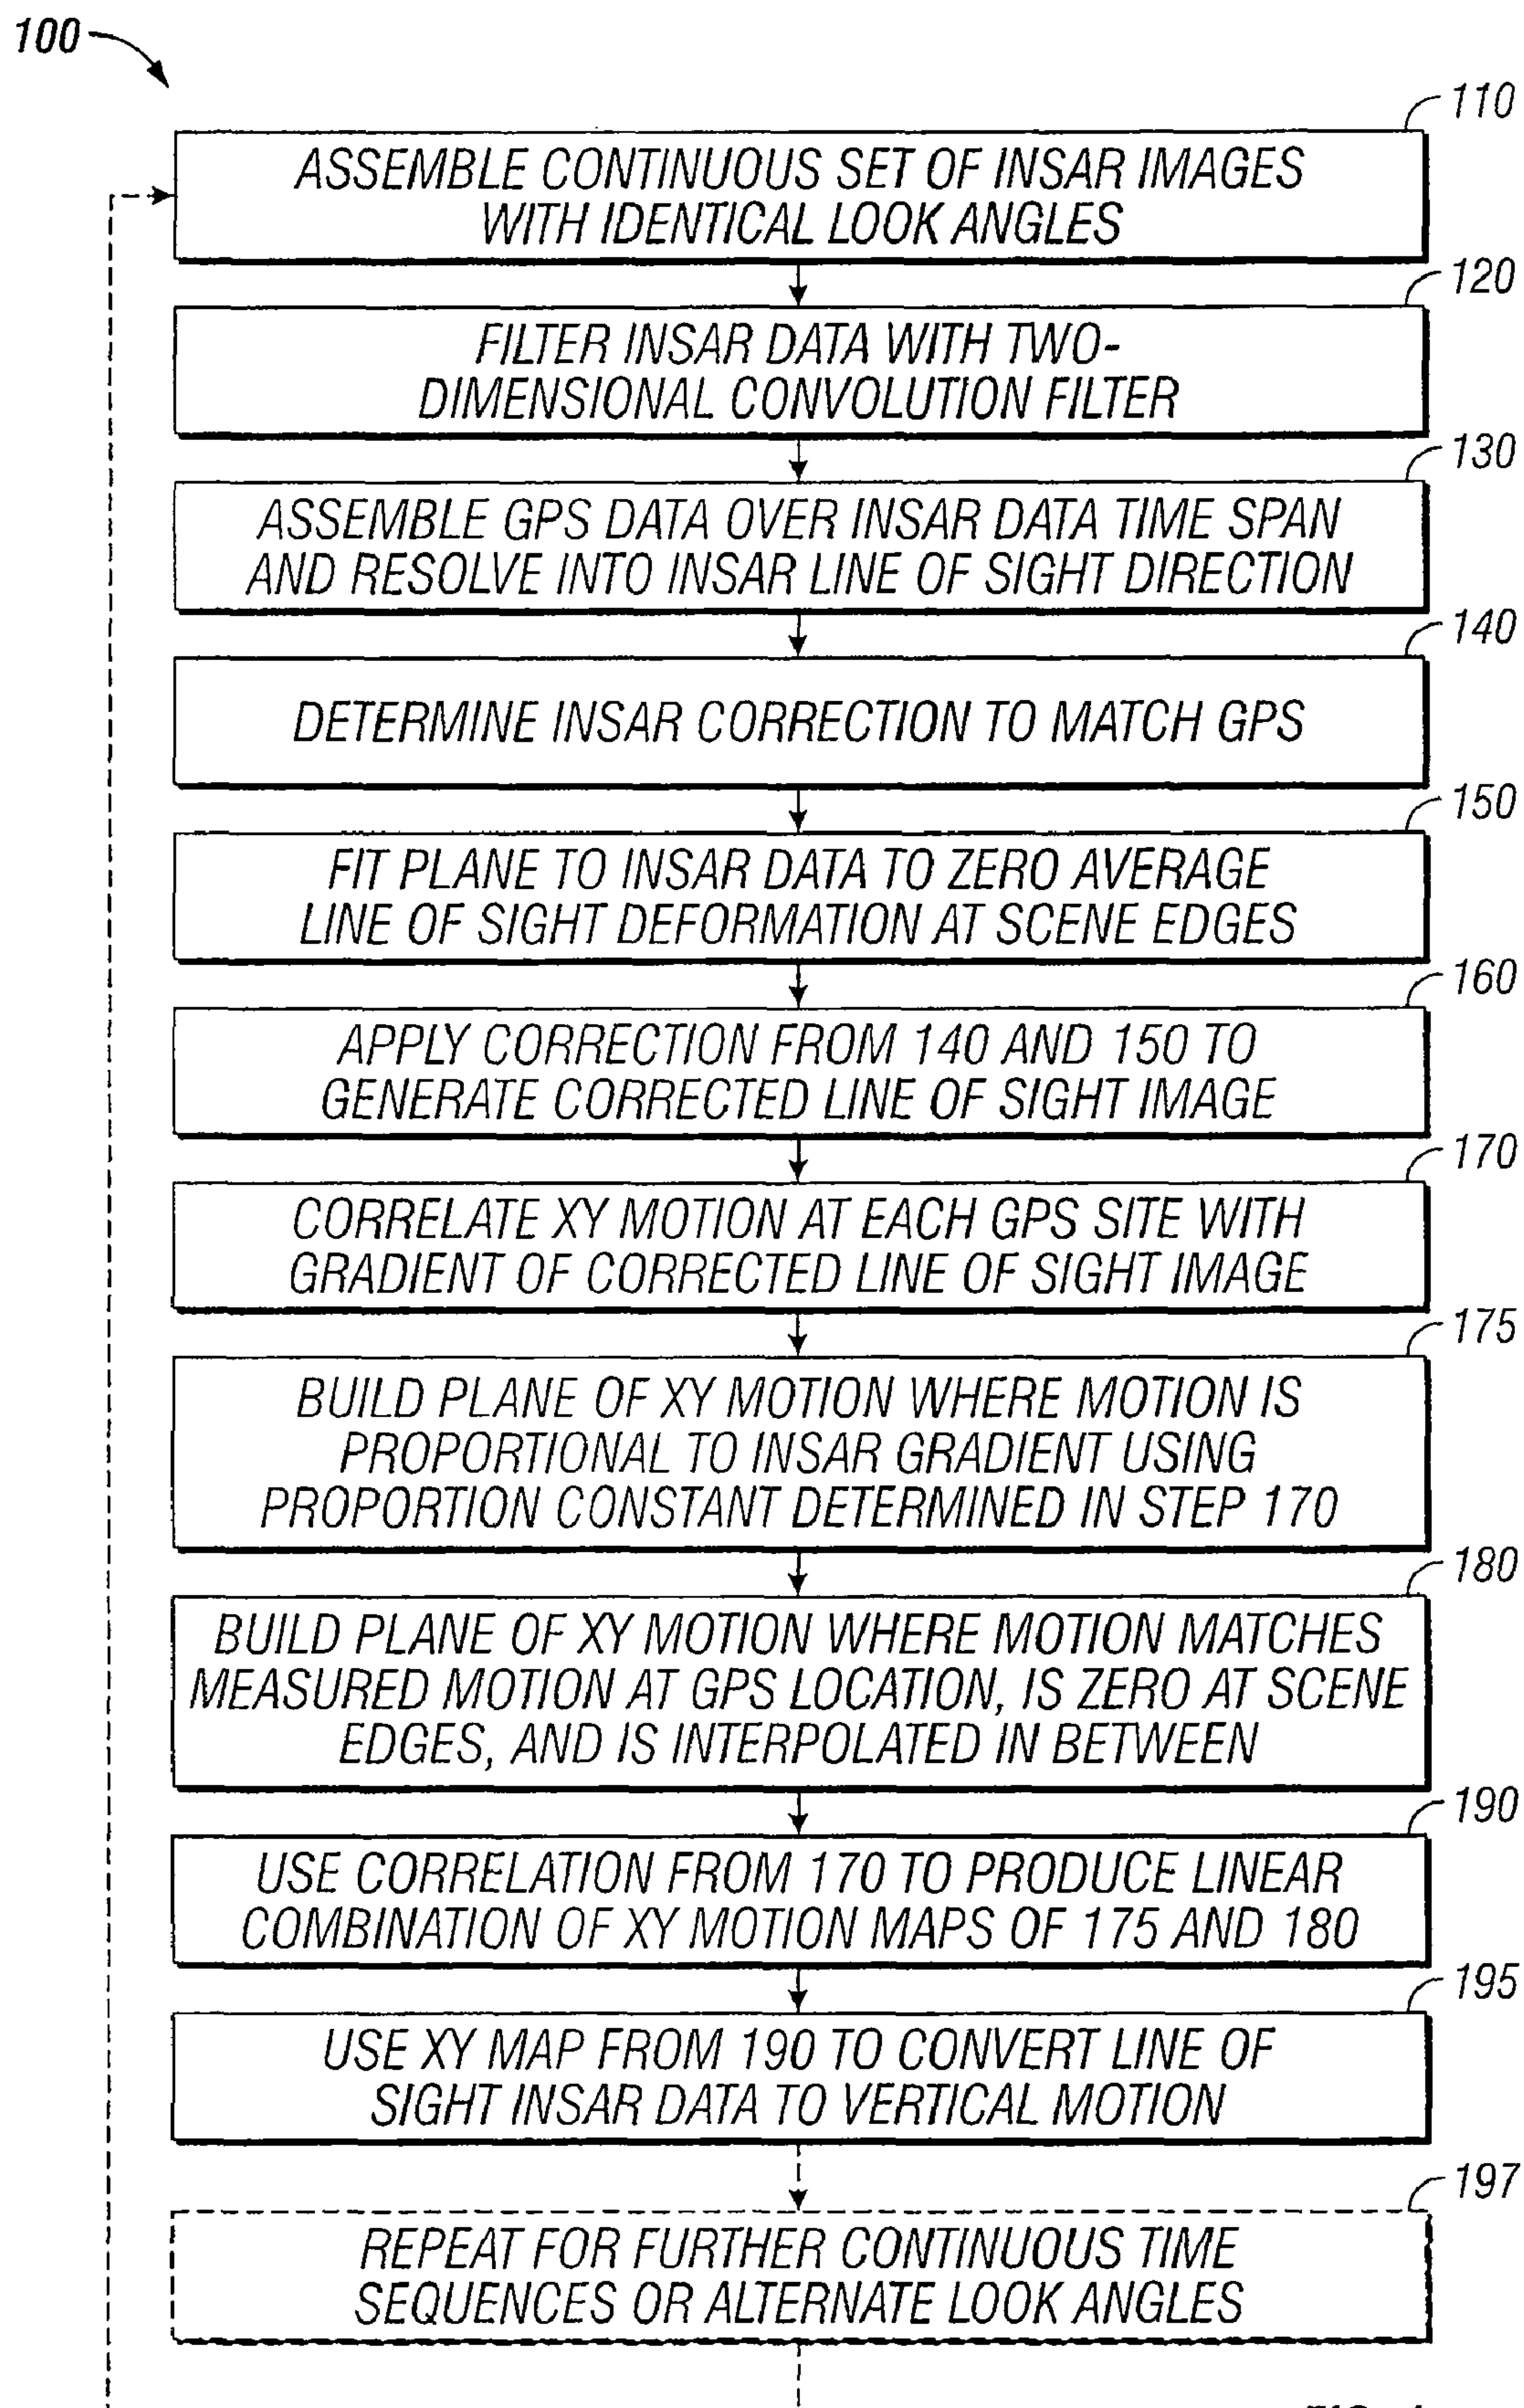 100
110
ASSEMBLE CONTINUOUS SET OF INSAR IMAGES
WITH IDENTICAL LOOK ANGLES
120
FILTER INSAR DATA WITH TWO-
DIMENSIONAL CONVOLUTION FILTER
130
ASSEMBLE GPS DATA OVER INSAR DATA TIME SPAN
AND RESOLVE INTO INSAR LINE OF SIGHT DIRECTION
140
DETERMINE INSAR CORRECTION TO MATCH GPS
150
FIT PLANE TO INSAR DATA TO ZERO AVERAGE
LINE OF SIGHT DEFORMATION AT SCENE EDGES
160
APPLY CORRECTION FROM 140 AND 150 TO
GENERATE CORRECTED LINE OF SIGHT IMAGE
170
CORRELATE XY MOTION AT EACH GPS SITE WITH
GRADIENT OF CORRECTED LINE OF SIGHT IMAGE
175
BUILD PLANE OF XY MOTION WHERE MOTION IS
PROPORTIONAL TO INSAR GRADIENT USING
PROPORTION CONSTANT DETERMINED IN STEP 170
180
BUILD PLANE OF XY MOTION WHERE MOTION MATCHES
MEASURED MOTION AT GPS LOCATION, IS ZERO AT SCENE
EDGES, AND IS INTERPOLATED IN BETWEEN
190
USE CORRELATION FROM 170 TO PRODUCE LINEAR
COMBINATION OF XY MOTION MAPS OF 175 AND 180
195
USE XY MAP FROM 190 TO CONVERT LINE OF
SIGHT INSAR DATA TO VERTICAL MOTION
197
REPEAT FOR FURTHER CONTINUOUS TIME
SEQUENCES OR ALTERNATE LOOK ANGLES